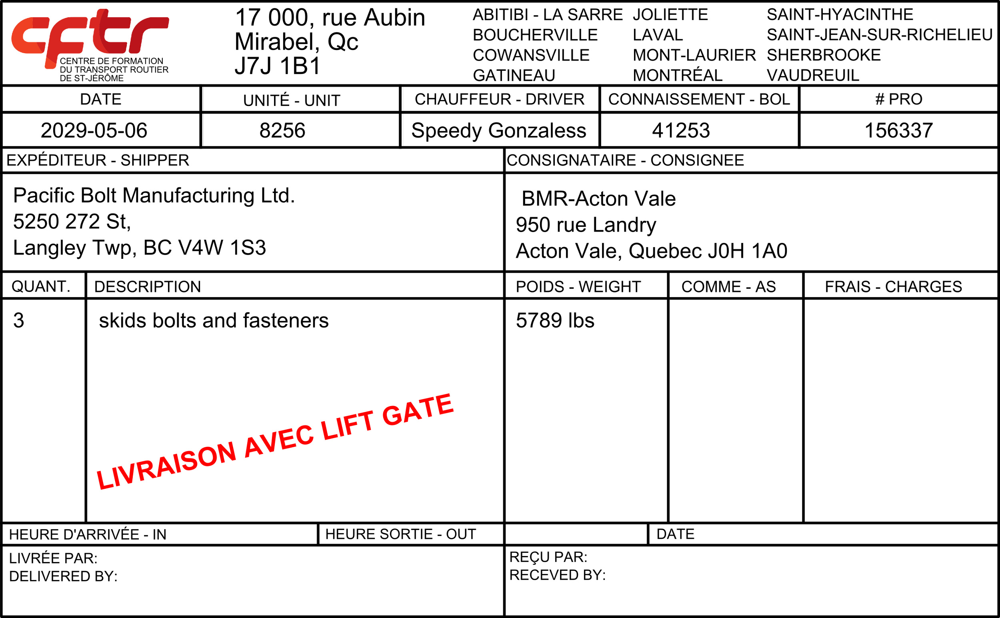 cftr
CENTRE DE FORMATION
DU TRANSPORT ROUTIER
DE ST-JÉRÔME
17 000, rue Aubin
Mirabel, Qc
J7J 1B1
ABITIBI - LA SARRE JOLIETTE SAINT-HYACINTHE
BOUCHERVILLE LAVAL SAINT-JEAN-SUR-RICHELIEU
COWANSVILLE MONT-LAURIER SHERBROOKE
GATINEAU MONTRÉAL VAUDREUIL
DATE UNITÉ - UNIT CHAUFFEUR - DRIVER CONNAISSEMENT - BOL # PRO
2029-05-06 8256 Speedy Gonzaless 41253 156337
EXPÉDITEUR - SHIPPER CONSIGNATAIRE - CONSIGNEE
Pacific Bolt Manufacturing Ltd.
5250 272 St,
Langley Twp, BC V4W 1S3
BMR-Acton Vale
950 rue Landry
Acton Vale, Quebec J0H 1A0
QUANT. DESCRIPTION POIDS - WEIGHT COMME - AS FRAIS - CHARGES
3 skids bolts and fasteners 5789 lbs
LIVRAISON AVEC LIFT GATE
HEURE D'ARRIVÉE - IN HEURE SORTIE - OUT DATE
LIVRÉE PAR:
DELIVERED BY:
REÇU PAR:
RECEVED BY: